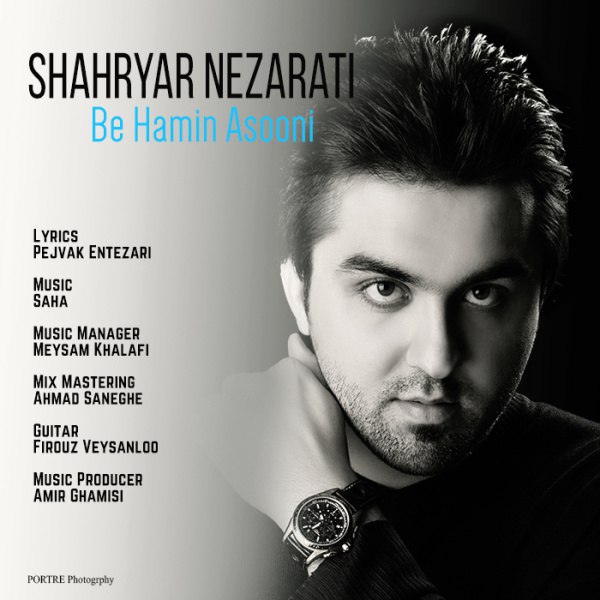 SHAHRYAR NEZARATI
Be Hamin Asooni
LYRICS
PEJVAK ENTEZARI
MUSIC
SAHA
MUSIC MANAGER
MEYSAM KHALAFI
MIX MASTERING
AHMAD SANEGHE
GUITAR
FIROUZ VEYSANLOO
MUSIC PRODUCER
AMIR GHAMISI
PORTRE Photogrphy